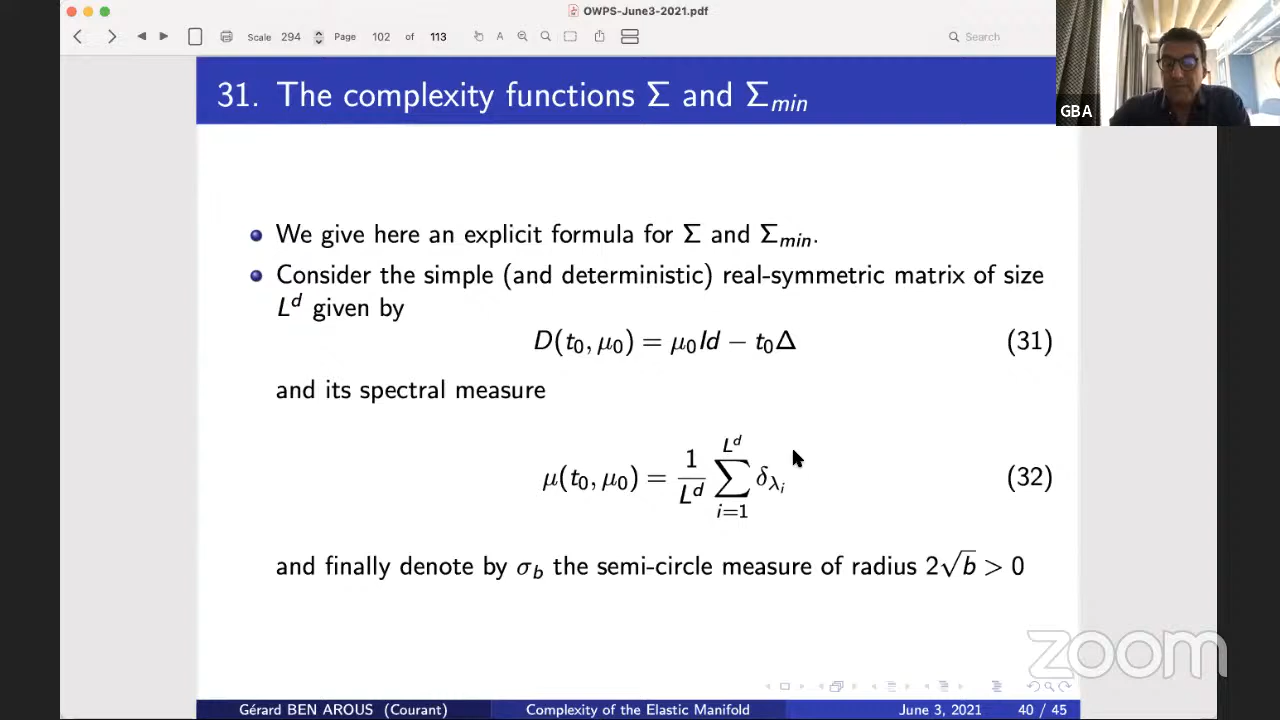 OWPS-June3-2021.pdf
Scale 294 Page 102 of 113 A Search
GBA
31. The complexity functions Σ and Σ_min
We give here an explicit formula for Σ and Σ_min.
Consider the simple (and deterministic) real-symmetric matrix of size
L^d given by
D(t_0, μ_0) = μ_0 Id − t_0 Δ (31)
and its spectral measure
μ(t_0, μ_0) = 1/L^d ∑_{i=1}^{L^d} δ_{λ_i} (32)
and finally denote by σ_b the semi-circle measure of radius 2√b > 0
zoom
Gérard BEN AROUS (Courant) Complexity of the Elastic Manifold June 3, 2021 40 / 45